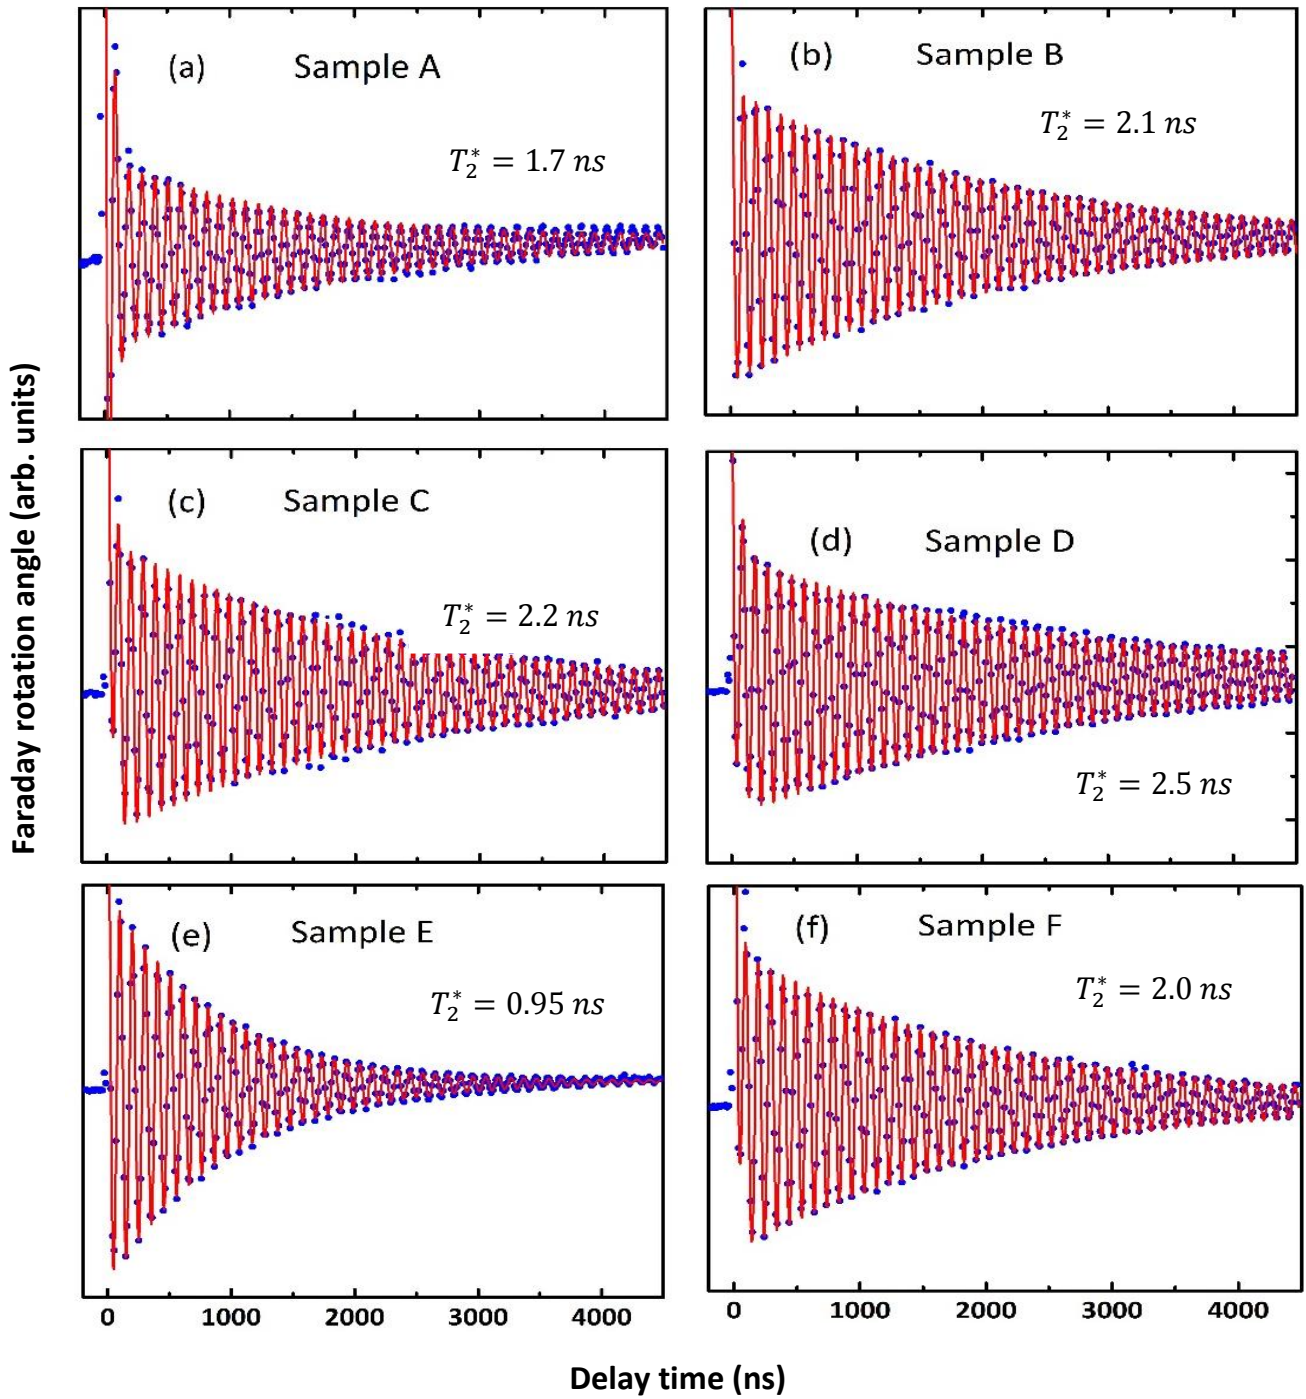 Faraday rotation angle (arb. units)
(a) Sample A
T₂* = 1.7 ns
(b) Sample B
T₂* = 2.1 ns
(c) Sample C
T₂* = 2.2 ns
(d) Sample D
T₂* = 2.5 ns
(e) Sample E
T₂* = 0.95 ns
(f) Sample F
T₂* = 2.0 ns
0 1000 2000 3000 4000
0 1000 2000 3000 4000
Delay time (ns)